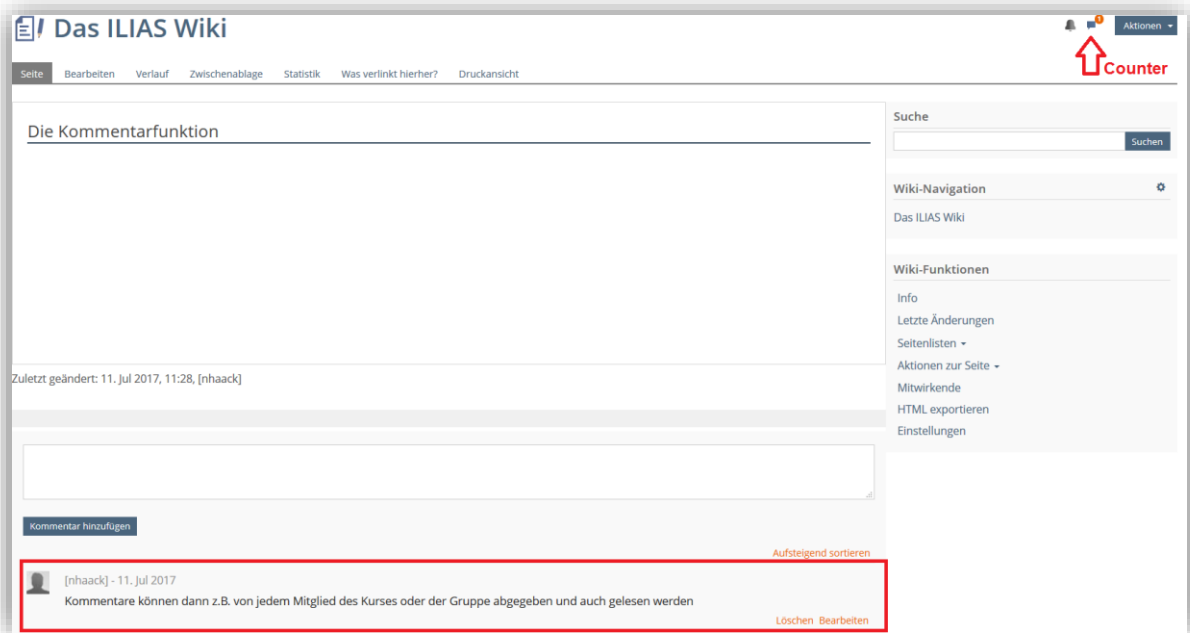 Das ILIAS Wiki
1
Aktionen
Counter
Seite Bearbeiten Verlauf Zwischenablage Statistik Was verlinkt hierher? Druckansicht
Die Kommentarfunktion
Suche
Suchen
Wiki-Navigation
Das ILIAS Wiki
Wiki-Funktionen
Info
Letzte Änderungen
Seitenlisten
Aktionen zur Seite
Mitwirkende
HTML exportieren
Einstellungen
Zuletzt geändert: 11. Jul 2017, 11:28, [nhaack]
Kommentar hinzufügen
Aufsteigend sortieren
[nhaack] - 11. Jul 2017
Kommentare können dann z.B. von jedem Mitglied des Kurses oder der Gruppe abgegeben und auch gelesen werden
Löschen Bearbeiten